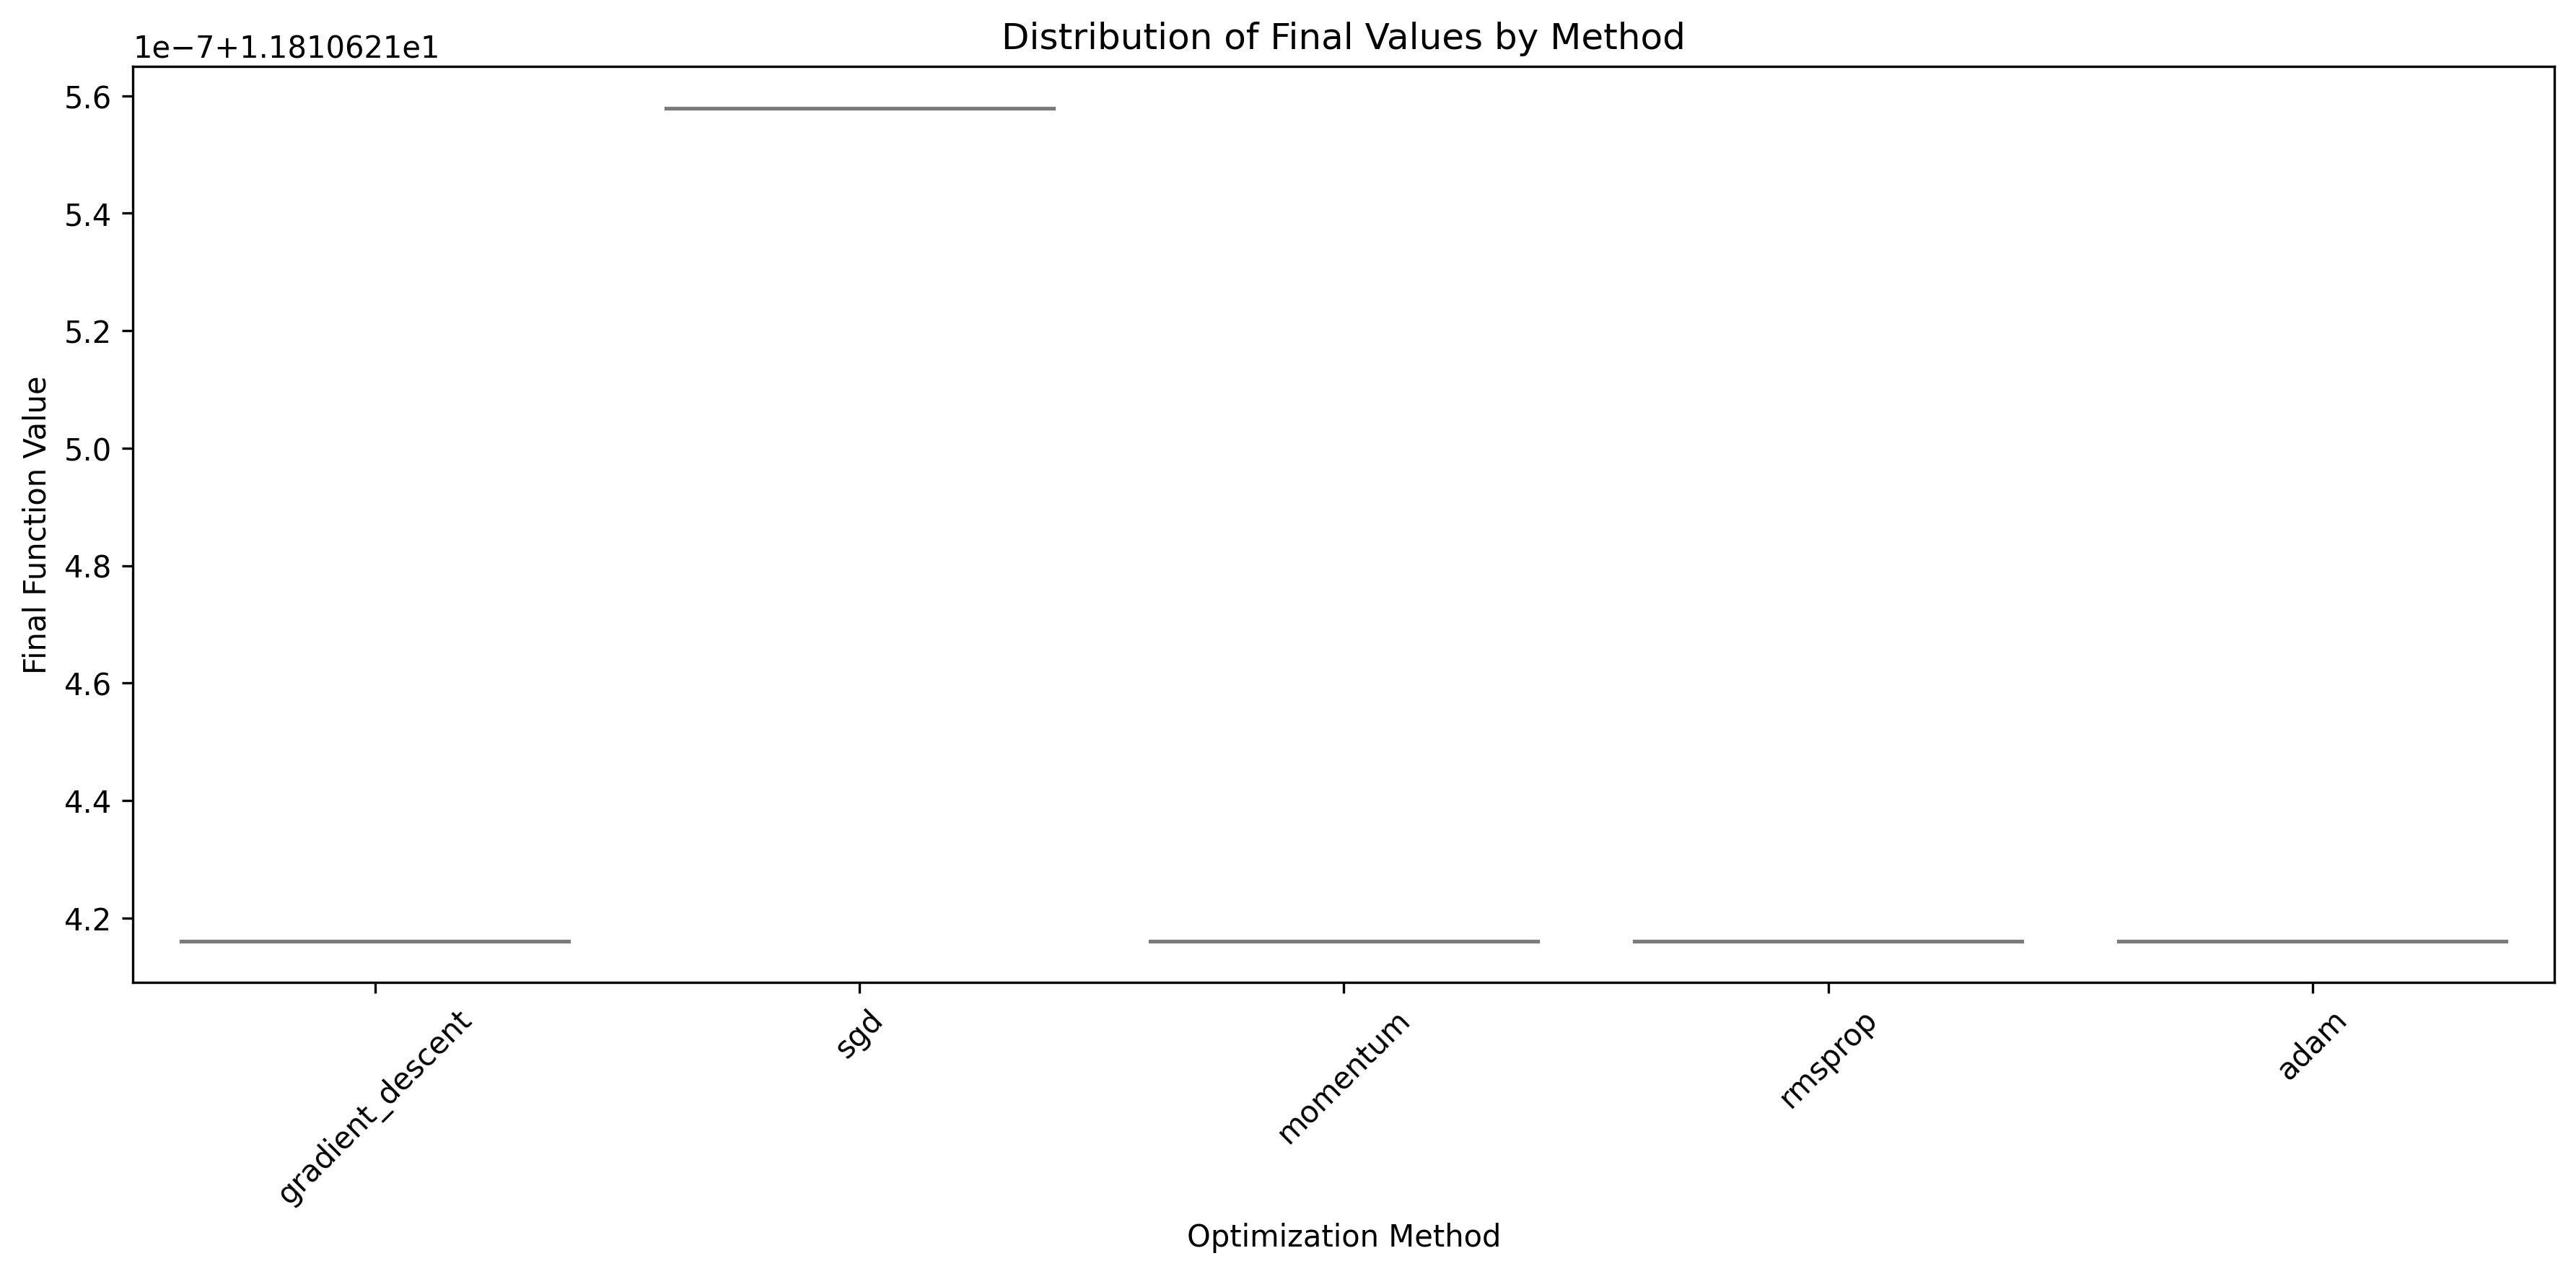 Distribution of Final Values by Method
1e−7+1.1810621e1
5.6
5.4
5.2
5.0
4.8
4.6
4.4
4.2
Final Function Value
gradient_descent
sgd
momentum
rmsprop
adam
Optimization Method